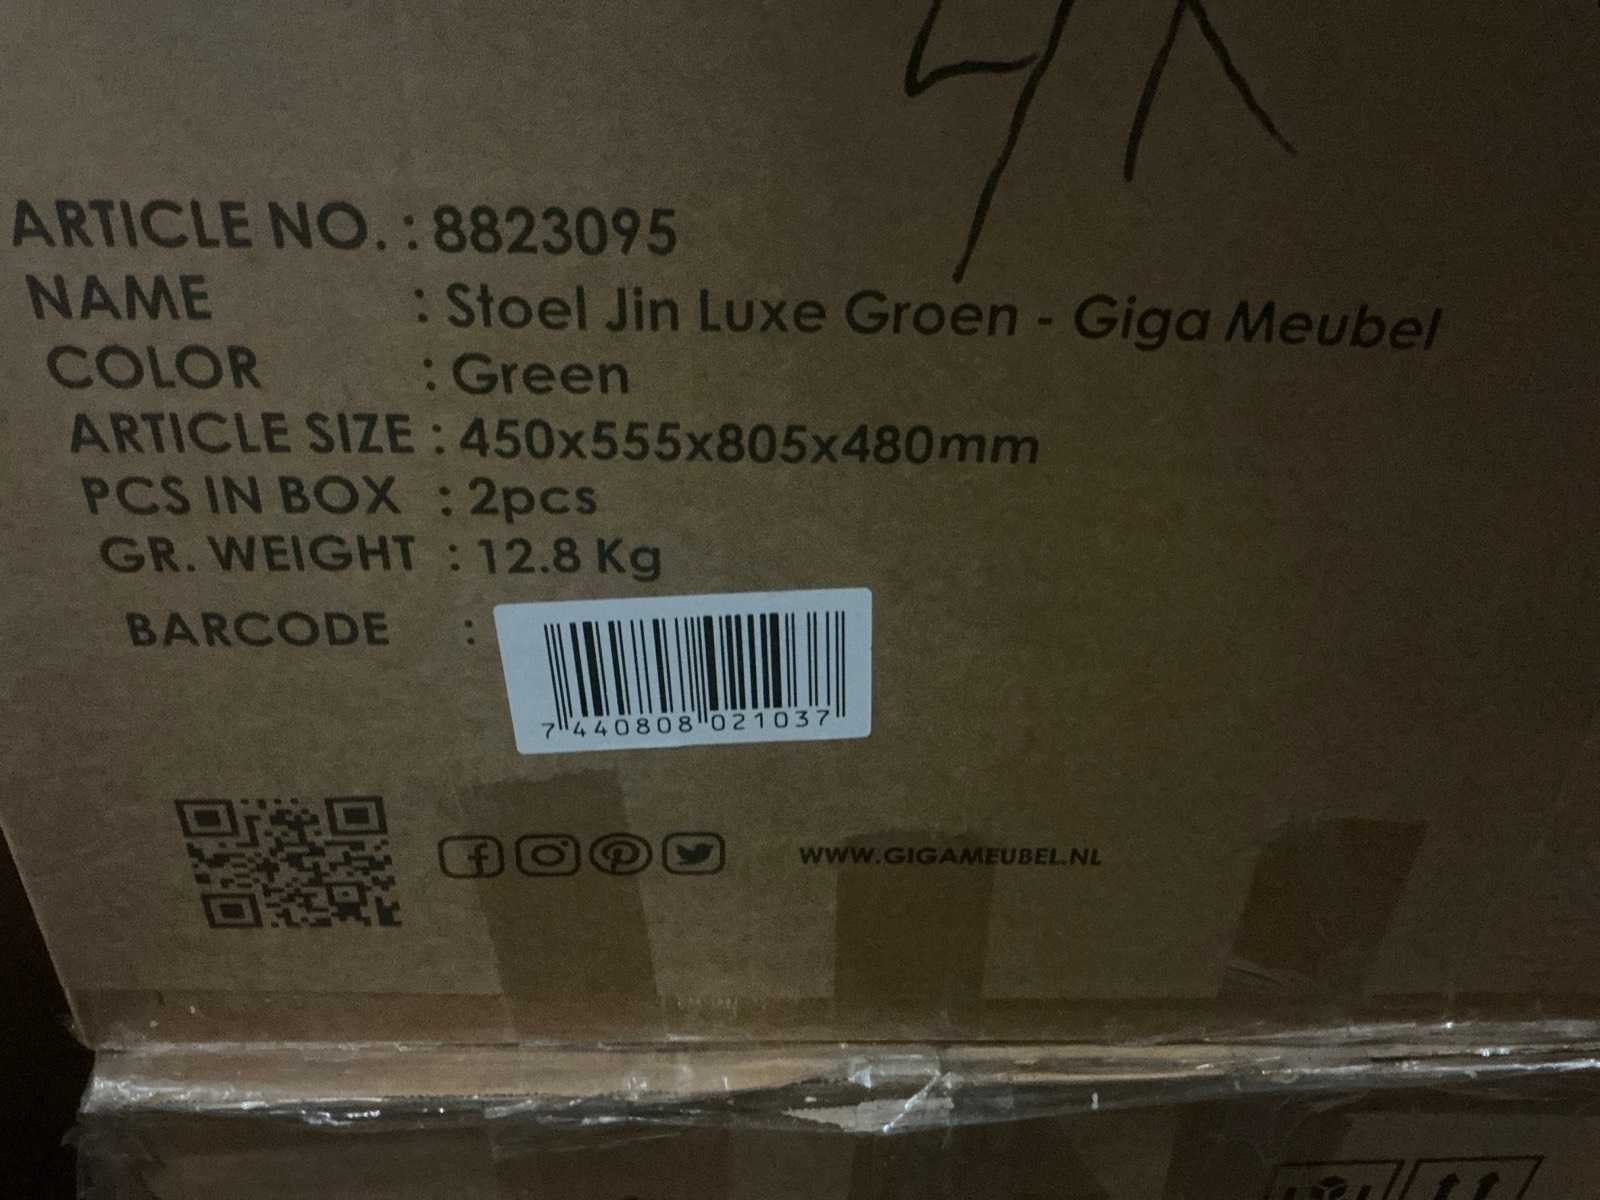 4X
ARTICLE NO. : 8823095
NAME : Stoel Jin Luxe Groen - Giga Meubel
COLOR : Green
ARTICLE SIZE : 450x555x805x480mm
PCS IN BOX : 2pcs
GR. WEIGHT : 12.8 Kg
BARCODE :
7 440808 021037
WWW.GIGAMEUBEL.NL